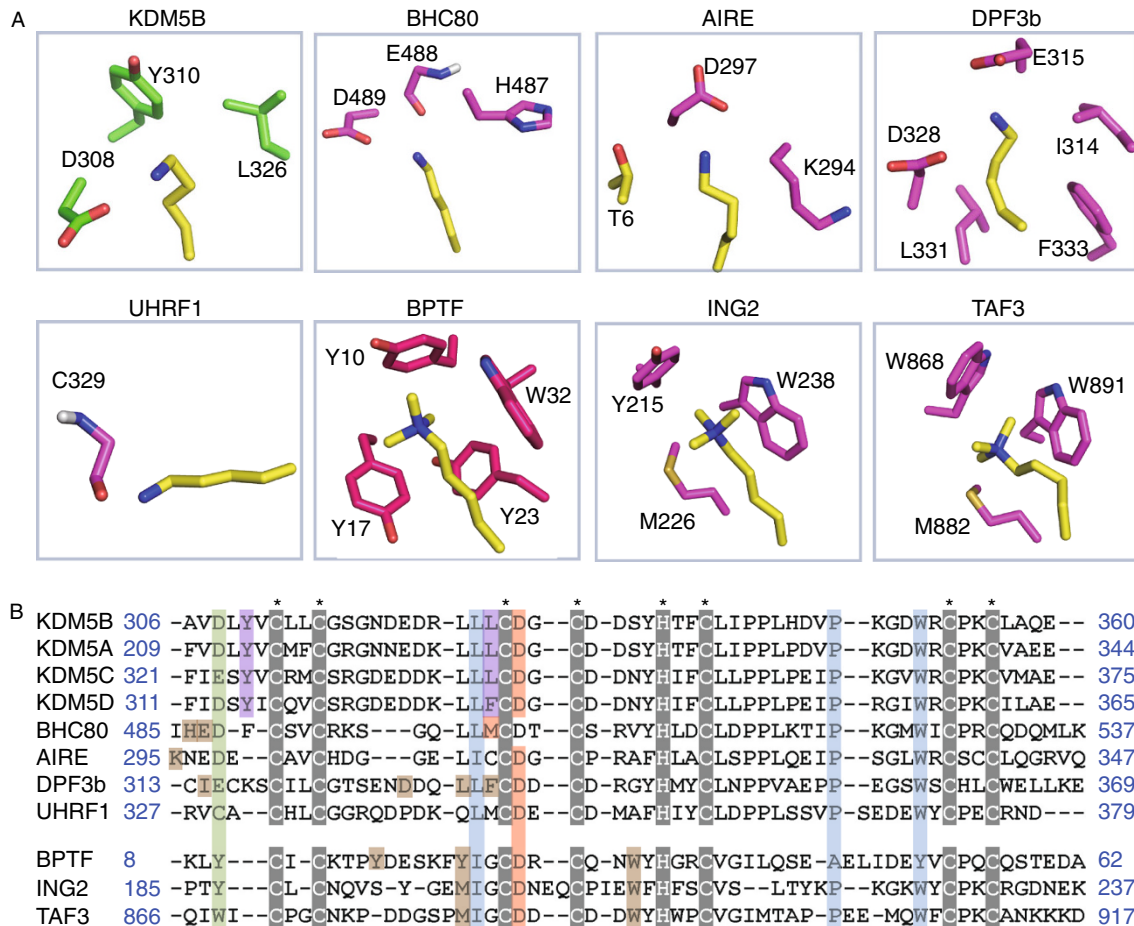 A
KDM5B BHC80 AIRE DPF3b
Y310 L326 D308
E488 D489 H487
D297 T6 K294
E315 D328 I314 L331 F333
UHRF1 BPTF ING2 TAF3
C329
Y10 W32 Y17 Y23
Y215 W238 M226
W868 W891 M882
B
* * * * * * * *
KDM5B 306 -AVDLYVCLLCGSGNDEDR-LLLCDG--CD-DSYHTFCLIPPLHDVP--KGDWRCPKCLAQE-- 360
KDM5A 209 -FVDLYVCMFCGRGNNEDK-LLLCDG--CD-DSYHTFCLIPPLPDVP--KGDWRCPKCVAEE-- 344
KDM5C 321 -FIESYVCRMCSRGDEDDK-LLLCDG--CD-DNYHIFCLLPPLPEIP--KGVWRCPKCVMAE-- 375
KDM5D 311 -FIDSYICQVCSRGDEDDKLLFCDG--CD-DNYHIFCLLPPLPEIP--RGIWRCPKCILAE-- 365
BHC80 485 IHED-F-CSVCRKS---GQ-LLMCDT--CS-RVYHLDCLDPPLKTIP--KGMWICPRCQDQMLK 537
AIRE 295 KNEDE--CAVCHDG---GE-LICCDG--CP-RAFHLACLSPPLQEIP--SGLWRCSCCLQGRVQ 347
DPF3b 313 -CIECKSCILCGTSENDDQ-LLFCDD--CD-RGYHMYCLNPPVAEPP--EGSWSCHLCWELLKE 369
UHRF1 327 -RVCA--CHLCGGRQDPDKQLMCDE--CD-MAFHIYCLDPPLSSVP-SEDEWYCPECRND--- 379
BPTF 8 -KLY---CI-CKTPYDESKFYIGCDR--CQ-NWYHGRCVGILQSE-AELIDEYVCPQCQSTEDA 62
ING2 185 -PTY---CL-CNQVS-Y-GEMIGCDNEQCPIEWFHFSCVS--LTYKP-KGKWYCPKCRGDNEK 237
TAF3 866 -QIWI--CPGCNKP-DDGSPMIGCDD--CD-DWYHWPCVGIMTAP-PEE-MQWFCPKCANKKKD 917